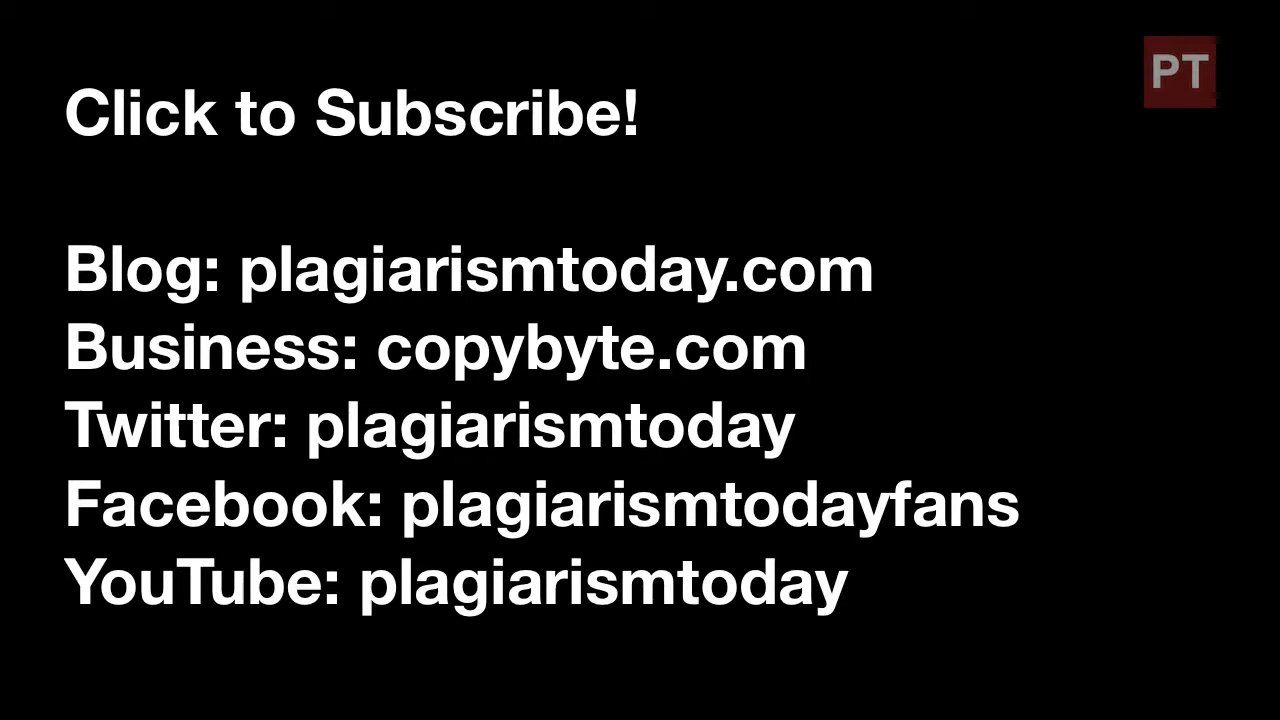 PT
Click to Subscribe!
Blog: plagiarismtoday.com
Business: copybyte.com
Twitter: plagiarismtoday
Facebook: plagiarismtodayfans
YouTube: plagiarismtoday